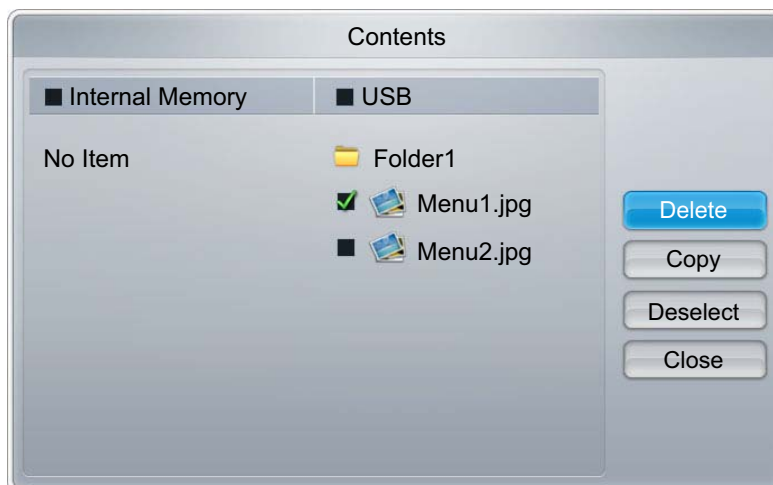 Contents
Internal Memory
USB
No Item
Folder1
Menu1.jpg
Menu2.jpg
Delete
Copy
Deselect
Close